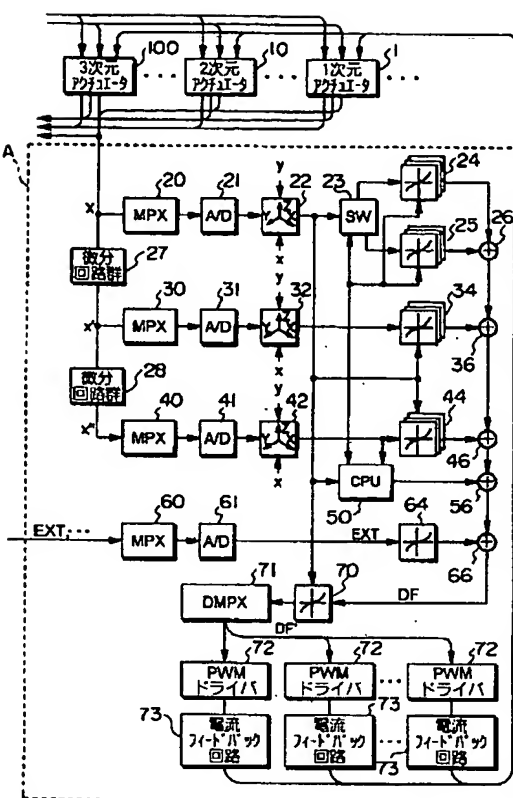 100
10
1
3次元
アクチュエータ
...
2次元
アクチュエータ
...
1次元
アクチュエータ
...
A
20
21
22
23
24
x
MPX
A/D
y
Y
Z
X
SW
25
26
微分
回路群
27
x
y
30
31
32
34
x'
MPX
A/D
36
微分
回路群
28
x
y
40
41
42
44
x"
MPX
A/D
Y
Z
X
46
x
CPU
50
56
60
61
64
EXT...
MPX
A/D
EXT
66
71
70
DMPX
DF
DF'
72
72
72
PWM
ドライバ
PWM
ドライバ
...
PWM
ドライバ
73
73
73
電流
フィードバック
回路
電流
フィードバック
回路
...
電流
フィードバック
回路